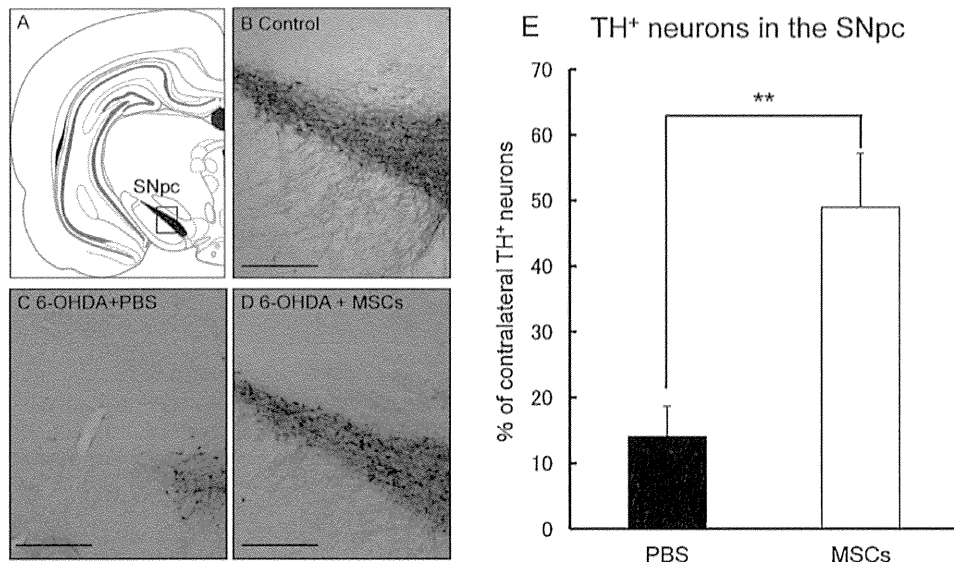 A
SNpc
B Control
C 6-OHDA+PBS
D 6-OHDA + MSCs
E TH⁺ neurons in the SNpc
% of contralateral TH⁺ neurons
70
60
50
40
30
20
10
0
**
PBS
MSCs